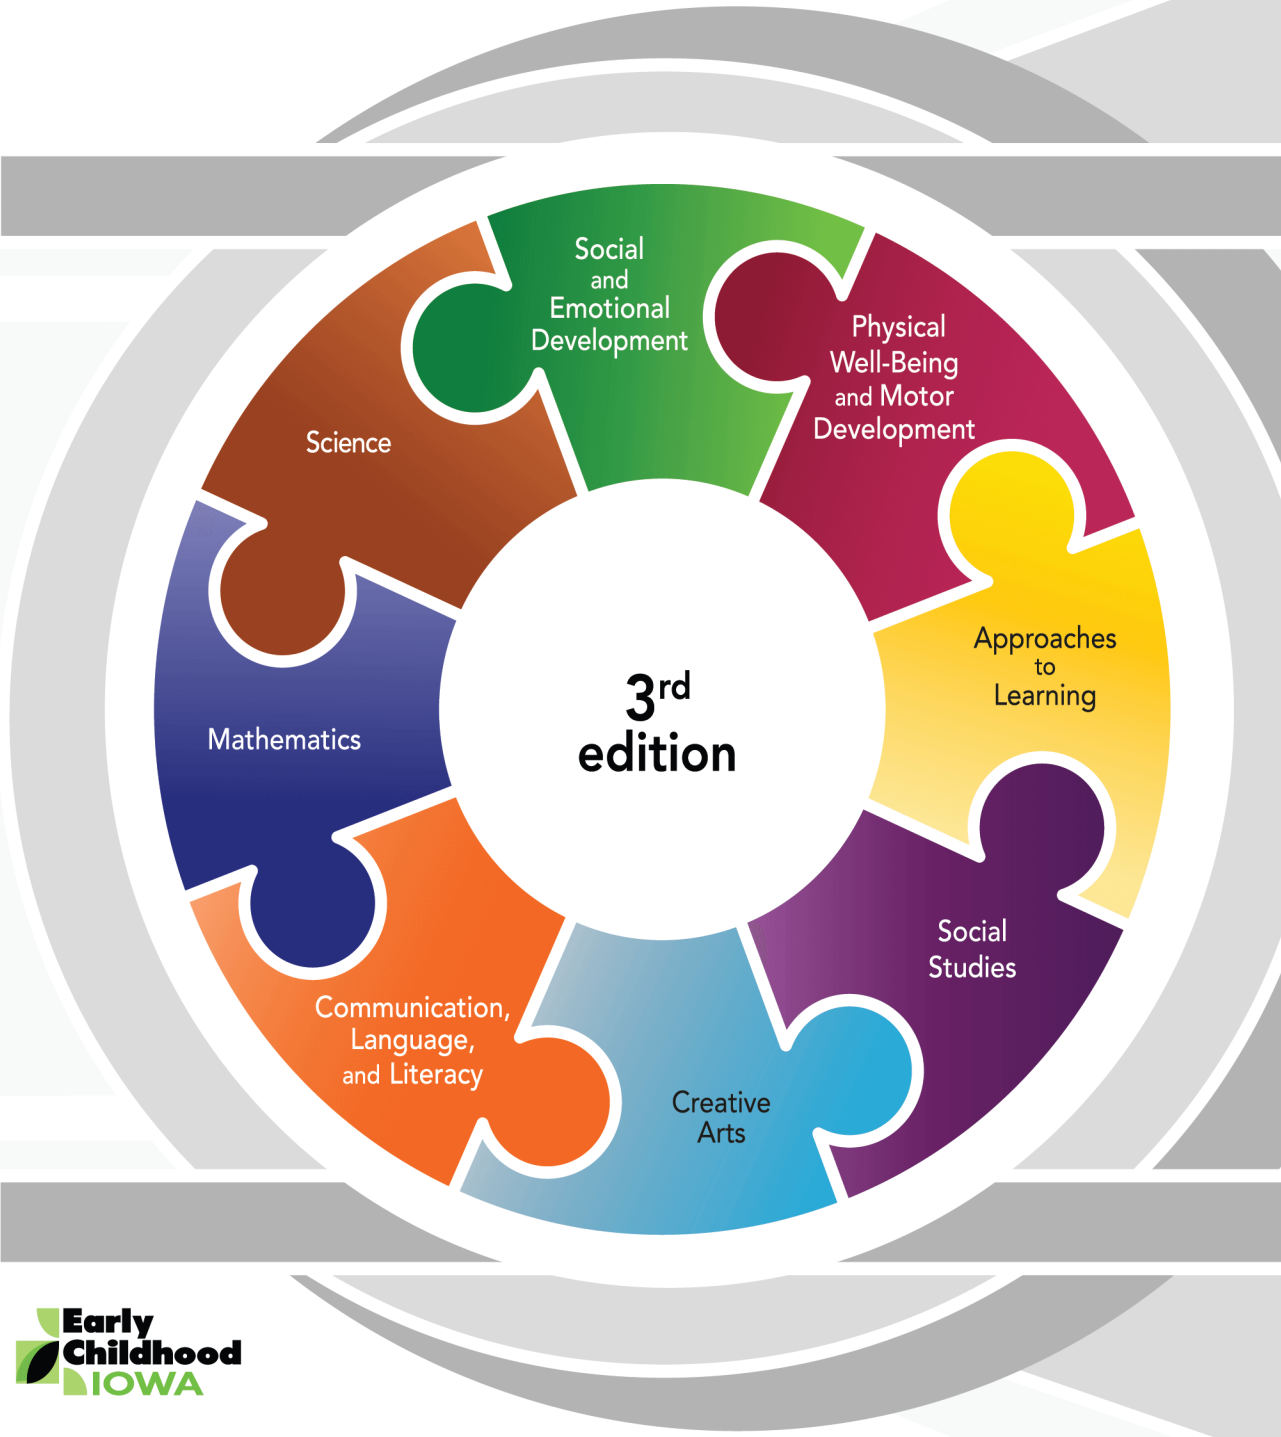 Social
and
Emotional
Development
Physical
Well-Being
and Motor
Development
Approaches
to
Learning
Social
Studies
Creative
Arts
Communication,
Language,
and Literacy
Mathematics
Science
3rd
edition
Early
Childhood
IOWA